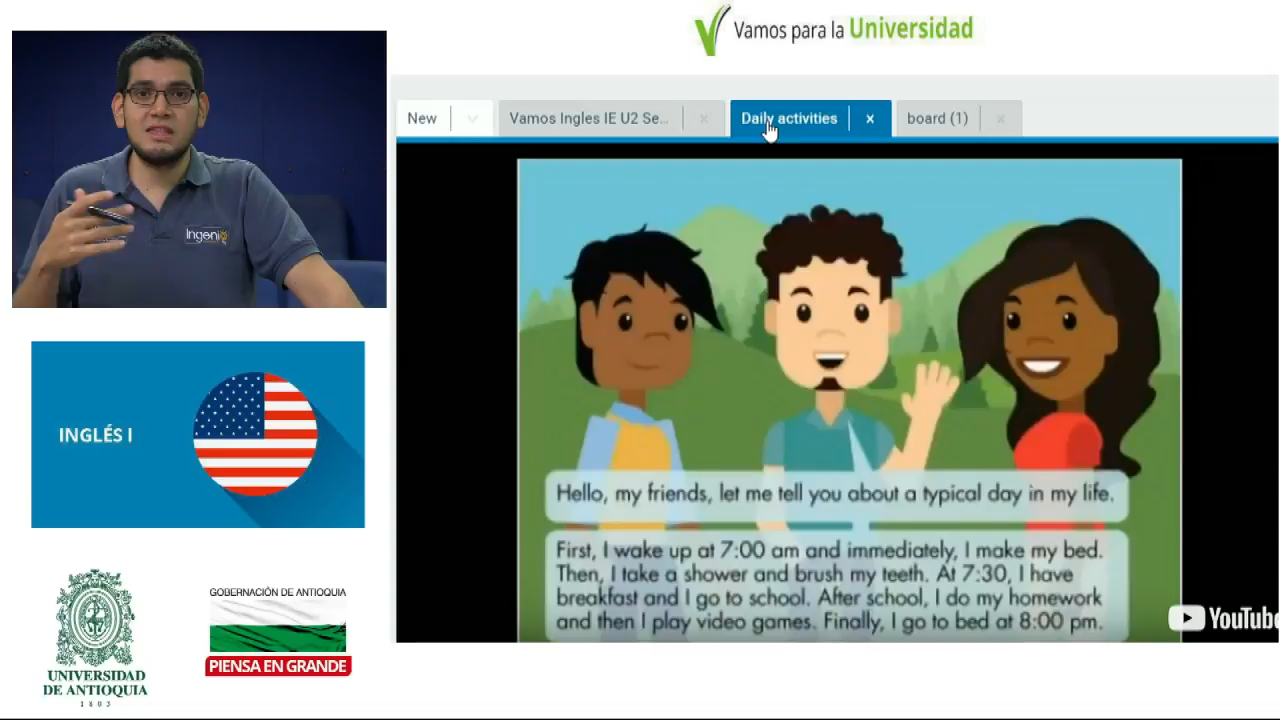 Vamos para la Universidad
New
Vamos Ingles IE U2 Se...
Daily activities
board (1)
Ingeni@
INGLÉS I
Hello, my friends, let me tell you about a typical day in my life.
First, I wake up at 7:00 am and immediately, I make my bed.
Then, I take a shower and brush my teeth. At 7:30, I have
breakfast and I go to school. After school, I do my homework
and then I play video games. Finally, I go to bed at 8:00 pm.
YouTube
GOBERNACIÓN DE ANTIOQUIA
PIENSA EN GRANDE
UNIVERSIDAD
DE ANTIOQUIA
1803